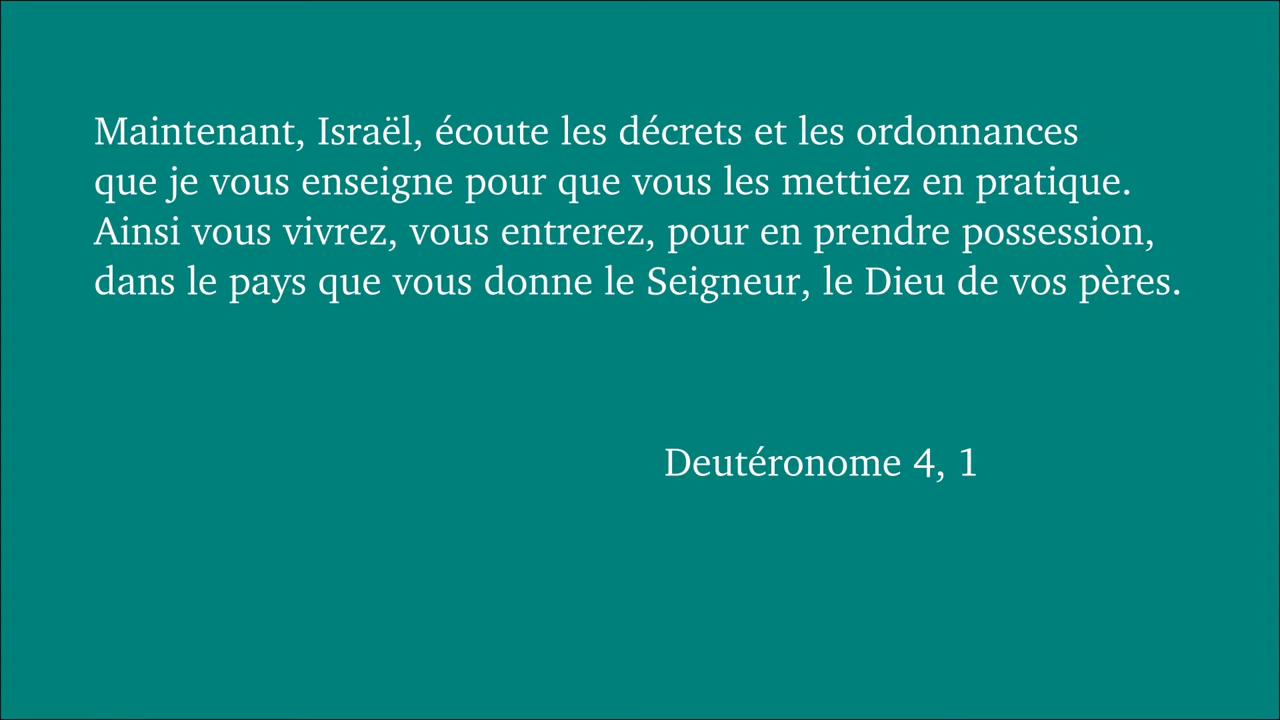 Maintenant, Israël, écoute les décrets et les ordonnances
que je vous enseigne pour que vous les mettiez en pratique.
Ainsi vous vivrez, vous entrerez, pour en prendre possession,
dans le pays que vous donne le Seigneur, le Dieu de vos pères.
Deutéronome 4, 1